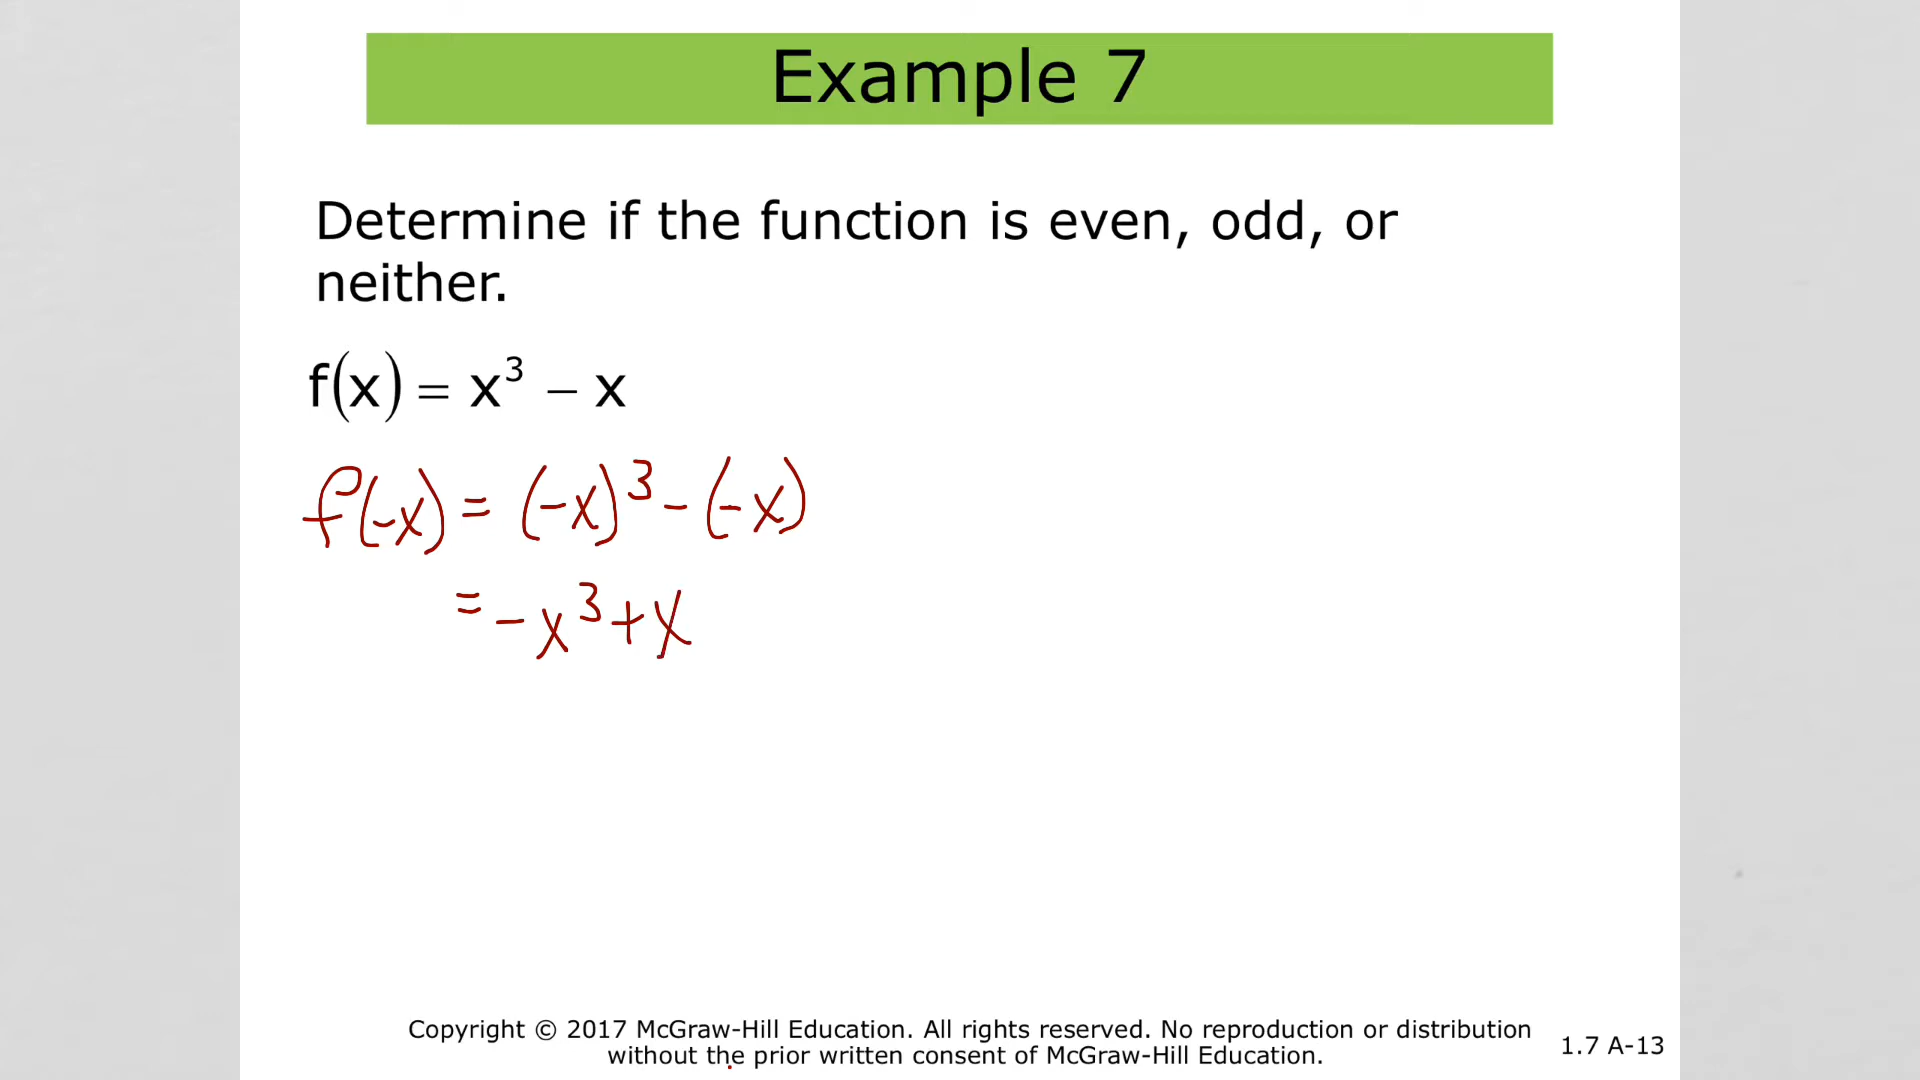 Example 7
Determine if the function is even, odd, or
neither.
f(x) = x³ – x
f(-x) = (-x)³ - (-x)
= -x³ + x
Copyright © 2017 McGraw-Hill Education. All rights reserved. No reproduction or distribution
without the prior written consent of McGraw-Hill Education.
1.7 A-13